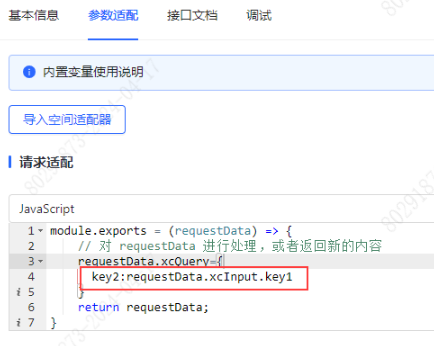 基本信息 参数适配 接口文档 调试
内置变量使用说明
导入空间适配器
请求适配
JavaScript
1 module.exports = (requestData) => {
2 // 对 requestData 进行处理，或者返回新的内容
3 requestData.xcQuery={
4 key2:requestData.xcInput.key1
i 5 }
6 return requestData;
i 7 }